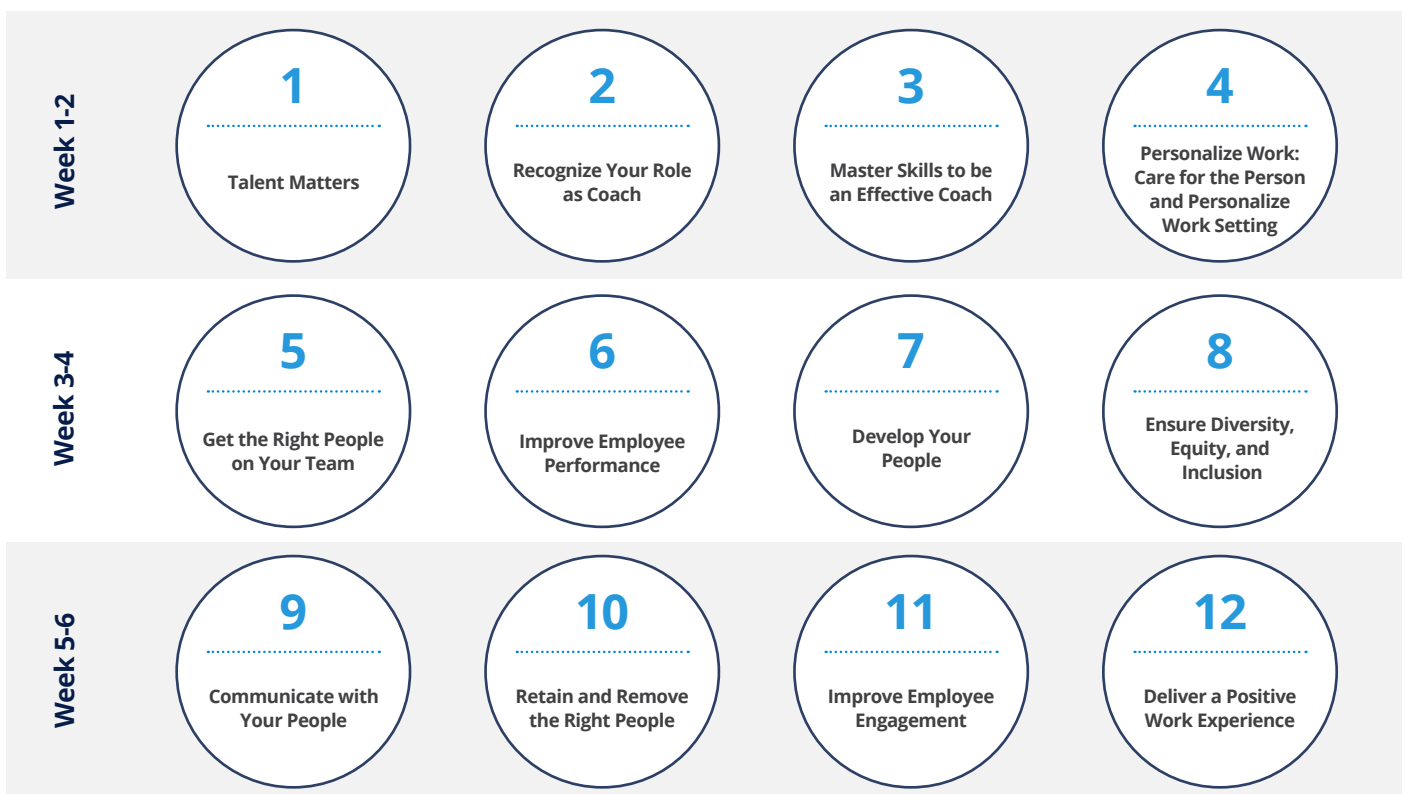 Week 1-2
1
Talent Matters
2
Recognize Your Role
as Coach
3
Master Skills to be
an Effective Coach
4
Personalize Work:
Care for the Person
and Personalize
Work Setting
Week 3-4
5
Get the Right People
on Your Team
6
Improve Employee
Performance
7
Develop Your
People
8
Ensure Diversity,
Equity, and
Inclusion
Week 5-6
9
Communicate with
Your People
10
Retain and Remove
the Right People
11
Improve Employee
Engagement
12
Deliver a Positive
Work Experience